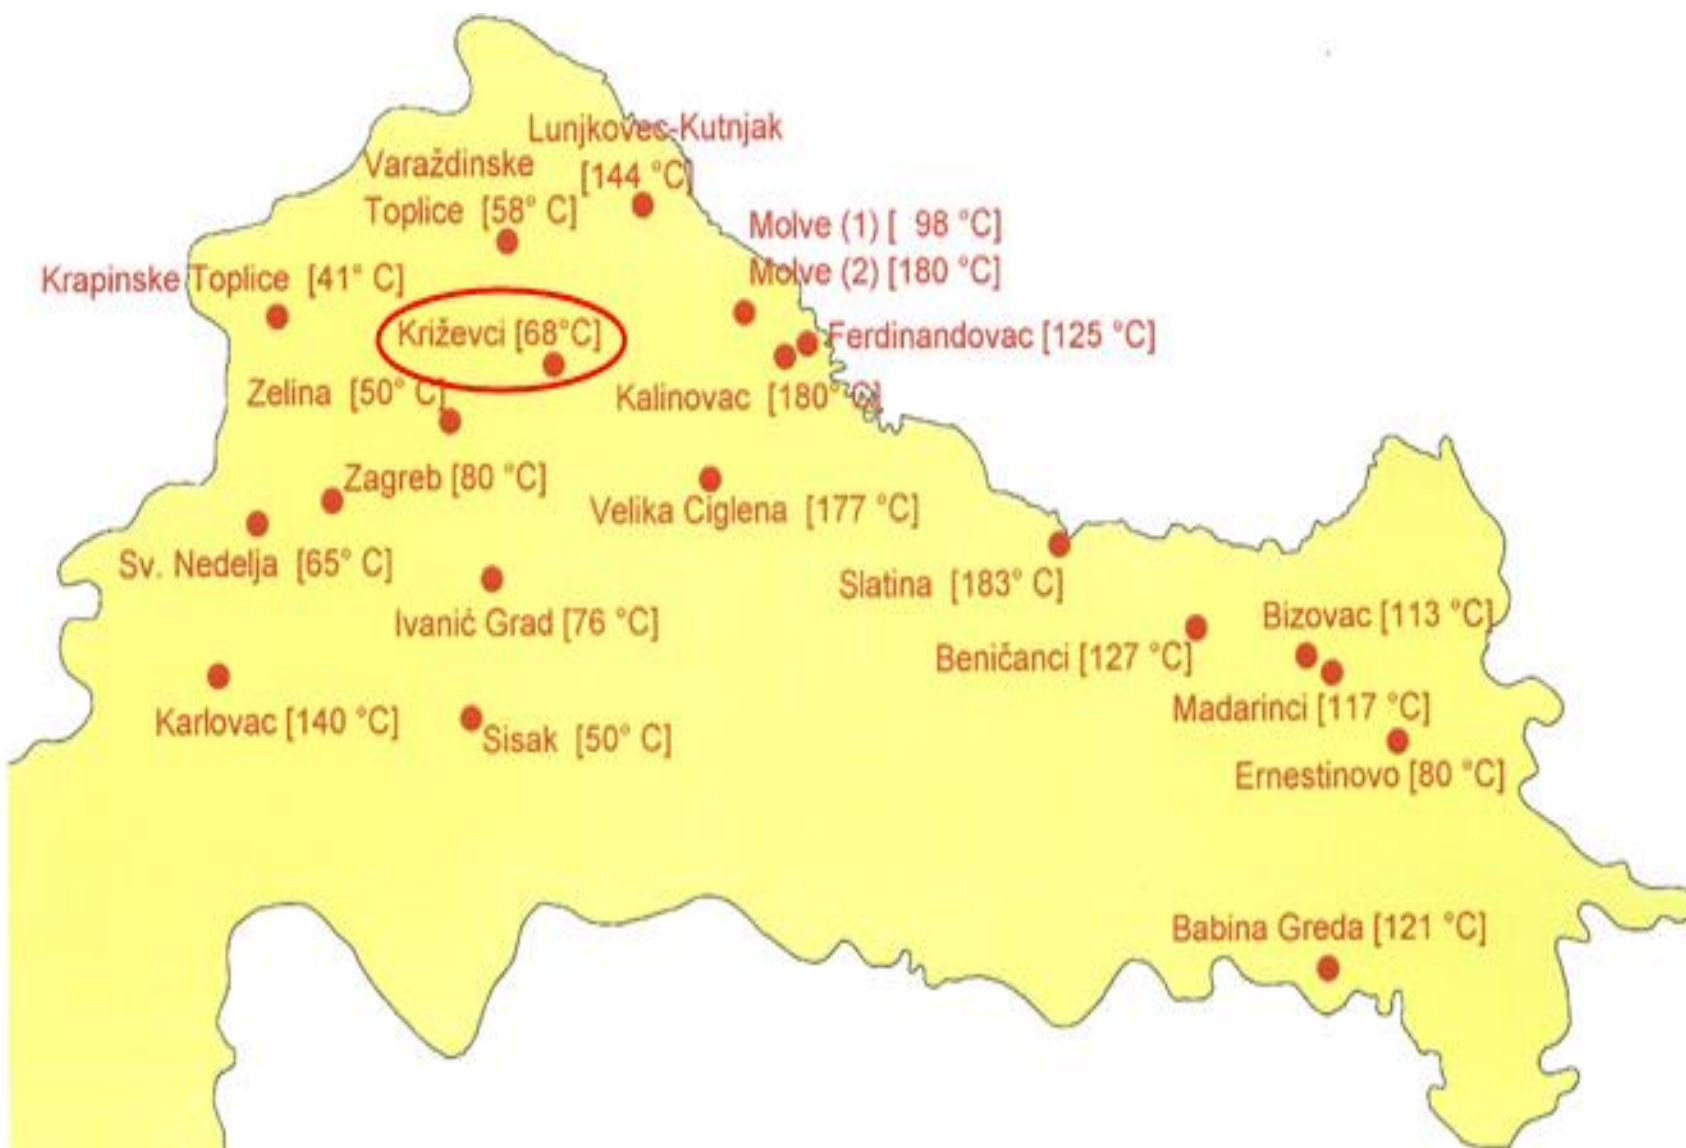 Lunjkovec-Kutnjak
[144 °C]
Varaždinske
Toplice [58° C]
Molve (1) [ 98 °C]
Molve (2) [180 °C]
Krapinske Toplice [41° C]
Križevci [68°C]
Ferdinandovac [125 °C]
Zelina [50° C]
Kalinovac [180° C]
Zagreb [80 °C]
Velika Ciglena [177 °C]
Sv. Nedelja [65° C]
Slatina [183° C]
Ivanić Grad [76 °C]
Bizovac [113 °C]
Beničanci [127 °C]
Madarinci [117 °C]
Karlovac [140 °C]
Sisak [50° C]
Ernestinovo [80 °C]
Babina Greda [121 °C]